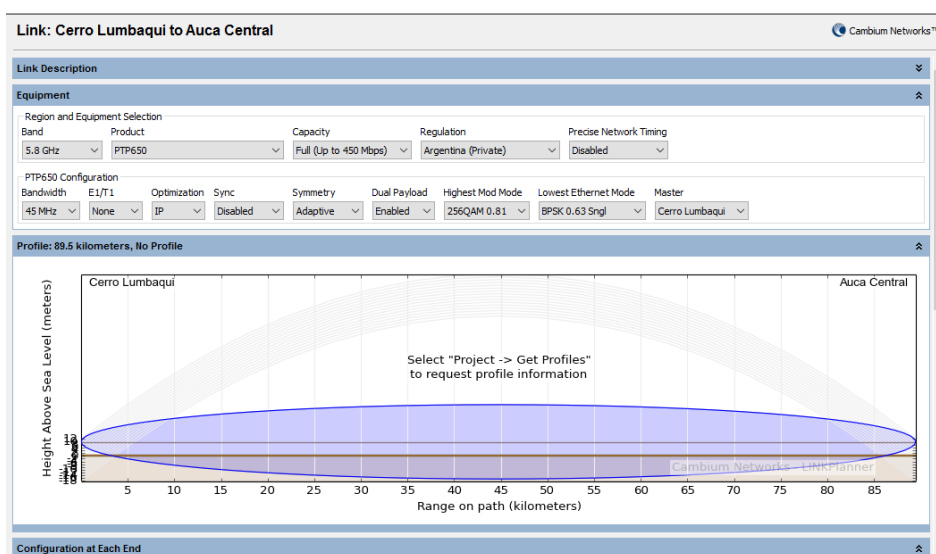 Link: Cerro Lumbaqui to Auca Central
Cambium Networks™
Link Description
Equipment
Region and Equipment Selection
Band Product Capacity Regulation Precise Network Timing
5.8 GHz PTP650 Full (Up to 450 Mbps) Argentina (Private) Disabled
PTP650 Configuration
Bandwidth E1/T1 Optimization Sync Symmetry Dual Payload Highest Mod Mode Lowest Ethernet Mode Master
45 MHz None IP Disabled Adaptive Enabled 256QAM 0.81 BPSK 0.63 Sngl Cerro Lumbaqui
Profile: 89.5 kilometers, No Profile
Cerro Lumbaqui Auca Central
Height Above Sea Level (meters)
Select "Project -> Get Profiles"
to request profile information
Cambium Networks - LINKPlanner
5 10 15 20 25 30 35 40 45 50 55 60 65 70 75 80 85
Range on path (kilometers)
Configuration at Each End